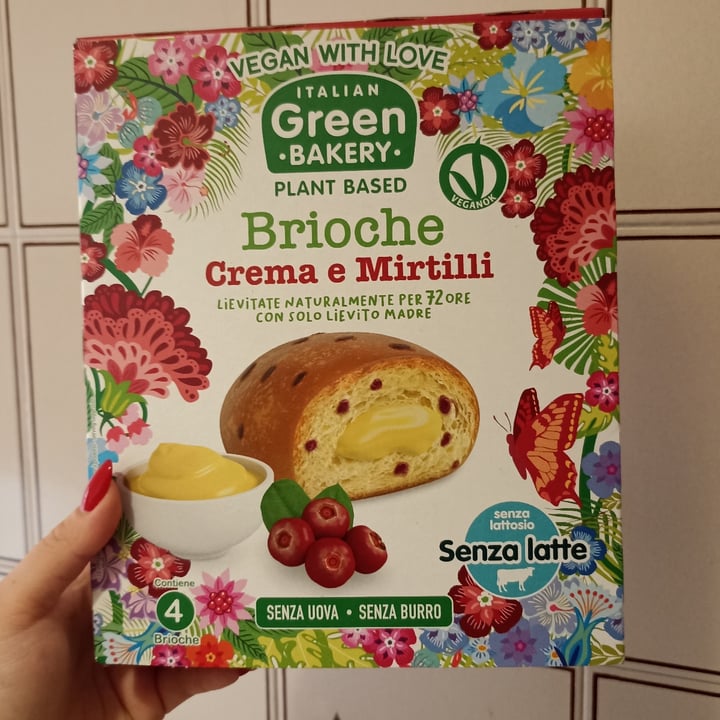 VEGAN WITH LOVE
ITALIAN
Green
·BAKERY·
PLANT BASED
VEGANOK
Brioche
Crema e Mirtilli
LIEVITATE NATURALMENTE PER 72 ORE
CON SOLO LIEVITO MADRE
senza
lattosio
Senza latte
Contiene
4
Brioche
SENZA UOVA • SENZA BURRO